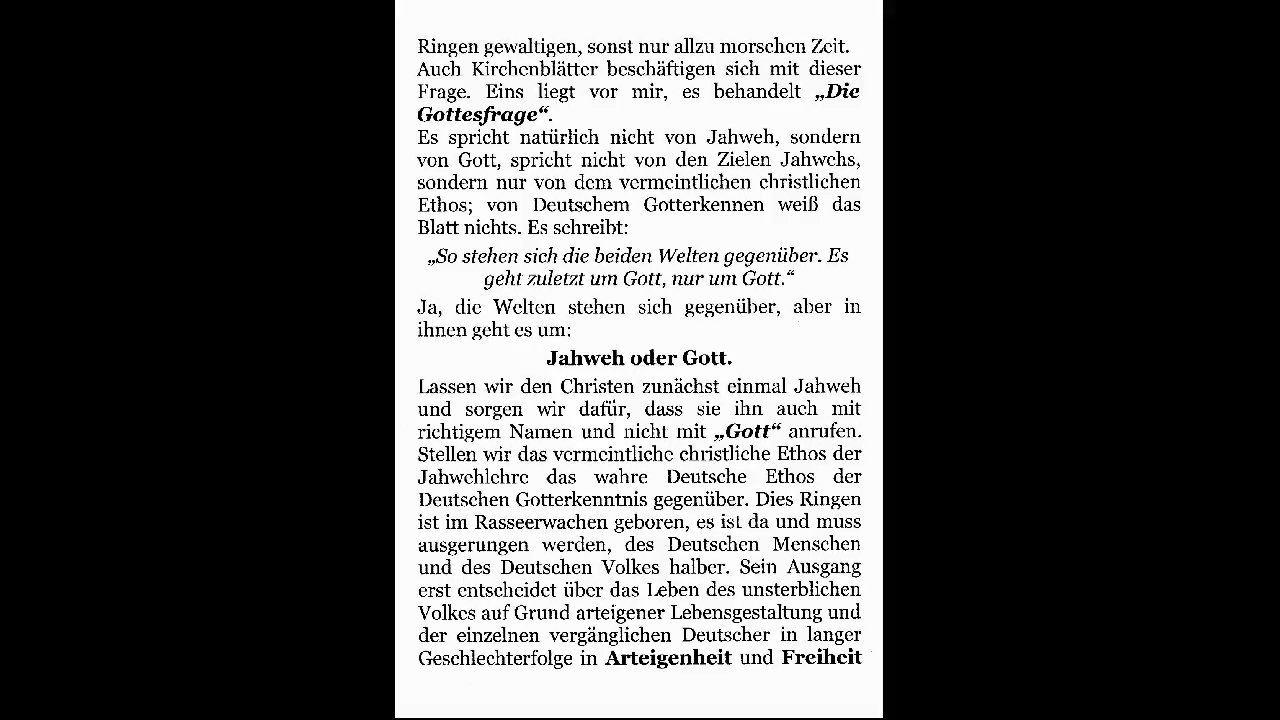 Ringen gewaltigen, sonst nur allzu morschen Zeit.
Auch Kirchenblätter beschäftigen sich mit dieser
Frage. Eins liegt vor mir, es behandelt „Die
Gottesfrage“.
Es spricht natürlich nicht von Jahweh, sondern
von Gott, spricht nicht von den Zielen Jahwehs,
sondern nur von dem vermeintlichen christlichen
Ethos; von Deutschem Gotterkennen weiß das
Blatt nichts. Es schreibt:
„So stehen sich die beiden Welten gegenüber. Es
geht zuletzt um Gott, nur um Gott.“
Ja, die Welten stehen sich gegenüber, aber in
ihnen geht es um:
Jahweh oder Gott.
Lassen wir den Christen zunächst einmal Jahweh
und sorgen wir dafür, dass sie ihn auch mit
richtigem Namen und nicht mit „Gott“ anrufen.
Stellen wir das vermeintliche christliche Ethos der
Jahwehlehre das wahre Deutsche Ethos der
Deutschen Gotterkenntnis gegenüber. Dies Ringen
ist im Rasseerwachen geboren, es ist da und muss
ausgerungen werden, des Deutschen Menschen
und des Deutschen Volkes halber. Sein Ausgang
erst entscheidet über das Leben des unsterblichen
Volkes auf Grund arteigener Lebensgestaltung und
der einzelnen vergänglichen Deutscher in langer
Geschlechterfolge in Arteigenheit und Freiheit